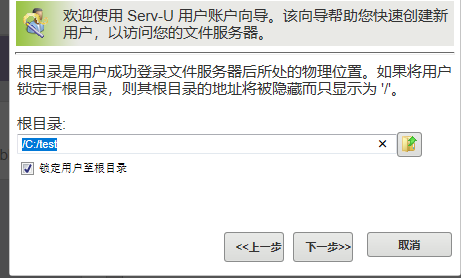 欢迎使用 Serv-U 用户账户向导。该向导帮助您快速创建新
用户，以访问您的文件服务器。
根目录是用户成功登录文件服务器后所处的物理位置。如果将用户
锁定于根目录，则其根目录的地址将被隐藏而只显示为 '/'。
根目录:
/C:/test
锁定用户至根目录
<<上一步 下一步>> 取消